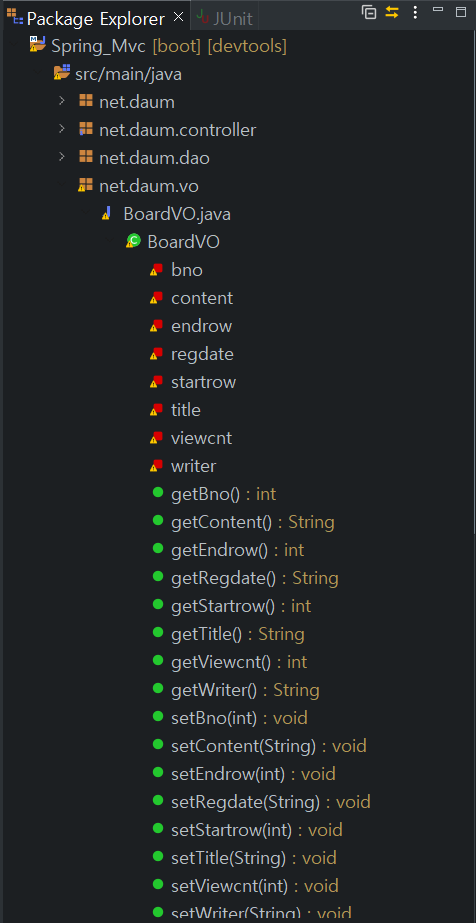 Package Explorer JUnit
Spring_Mvc [boot] [devtools]
src/main/java
net.daum
net.daum.controller
net.daum.dao
net.daum.vo
BoardVO.java
BoardVO
bno
content
endrow
regdate
startrow
title
viewcnt
writer
getBno() : int
getContent() : String
getEndrow() : int
getRegdate() : String
getStartrow() : int
getTitle() : String
getViewcnt() : int
getWriter() : String
setBno(int) : void
setContent(String) : void
setEndrow(int) : void
setRegdate(String) : void
setStartrow(int) : void
setTitle(String) : void
setViewcnt(int) : void
setWriter(String) : void